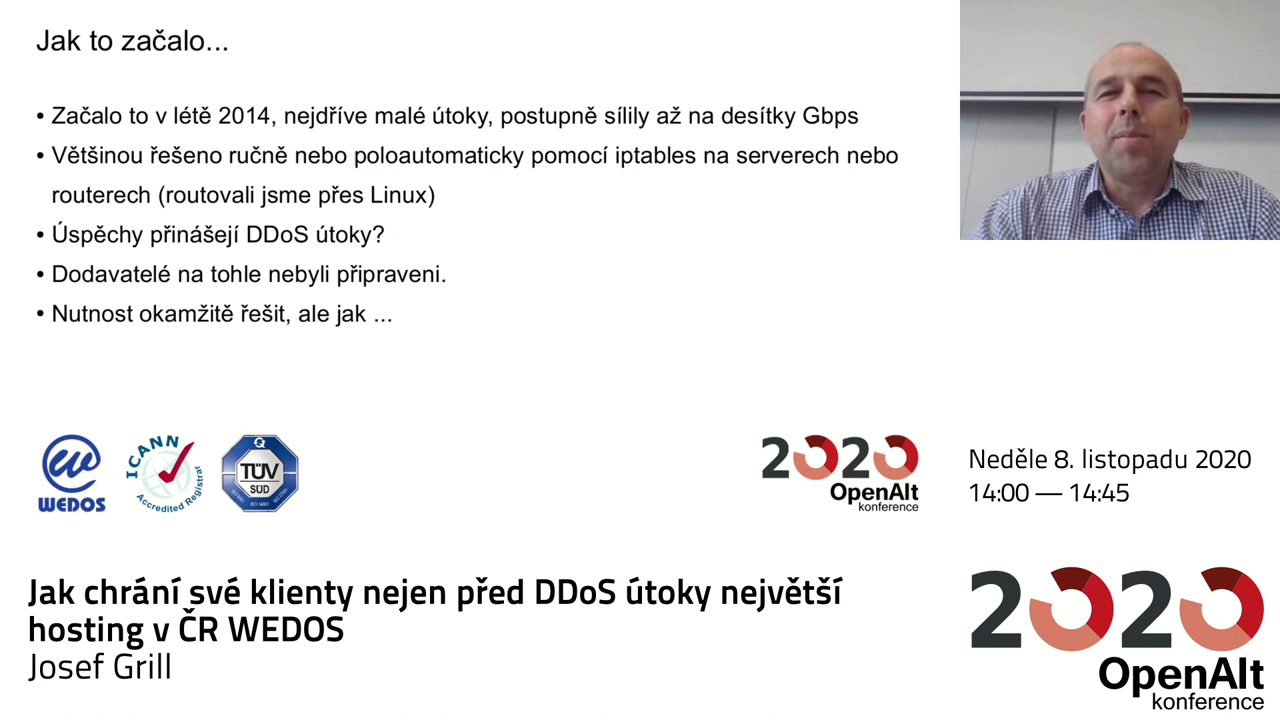 Jak to začalo...
• Začalo to v létě 2014, nejdříve malé útoky, postupně sílily až na desítky Gbps
• Většinou řešeno ručně nebo poloautomaticky pomocí iptables na serverech nebo
routerech (routovali jsme přes Linux)
• Úspěchy přinášejí DDoS útoky?
• Dodavatelé na tohle nebyli připraveni.
• Nutnost okamžitě řešit, ale jak ...
WEDOS
ICANN
Accredited Registrar
TÜV
SÜD
2020
OpenAlt
konference
Neděle 8. listopadu 2020
14:00 — 14:45
Jak chrání své klienty nejen před DDoS útoky největší
hosting v ČR WEDOS
Josef Grill
2020
OpenAlt
konference